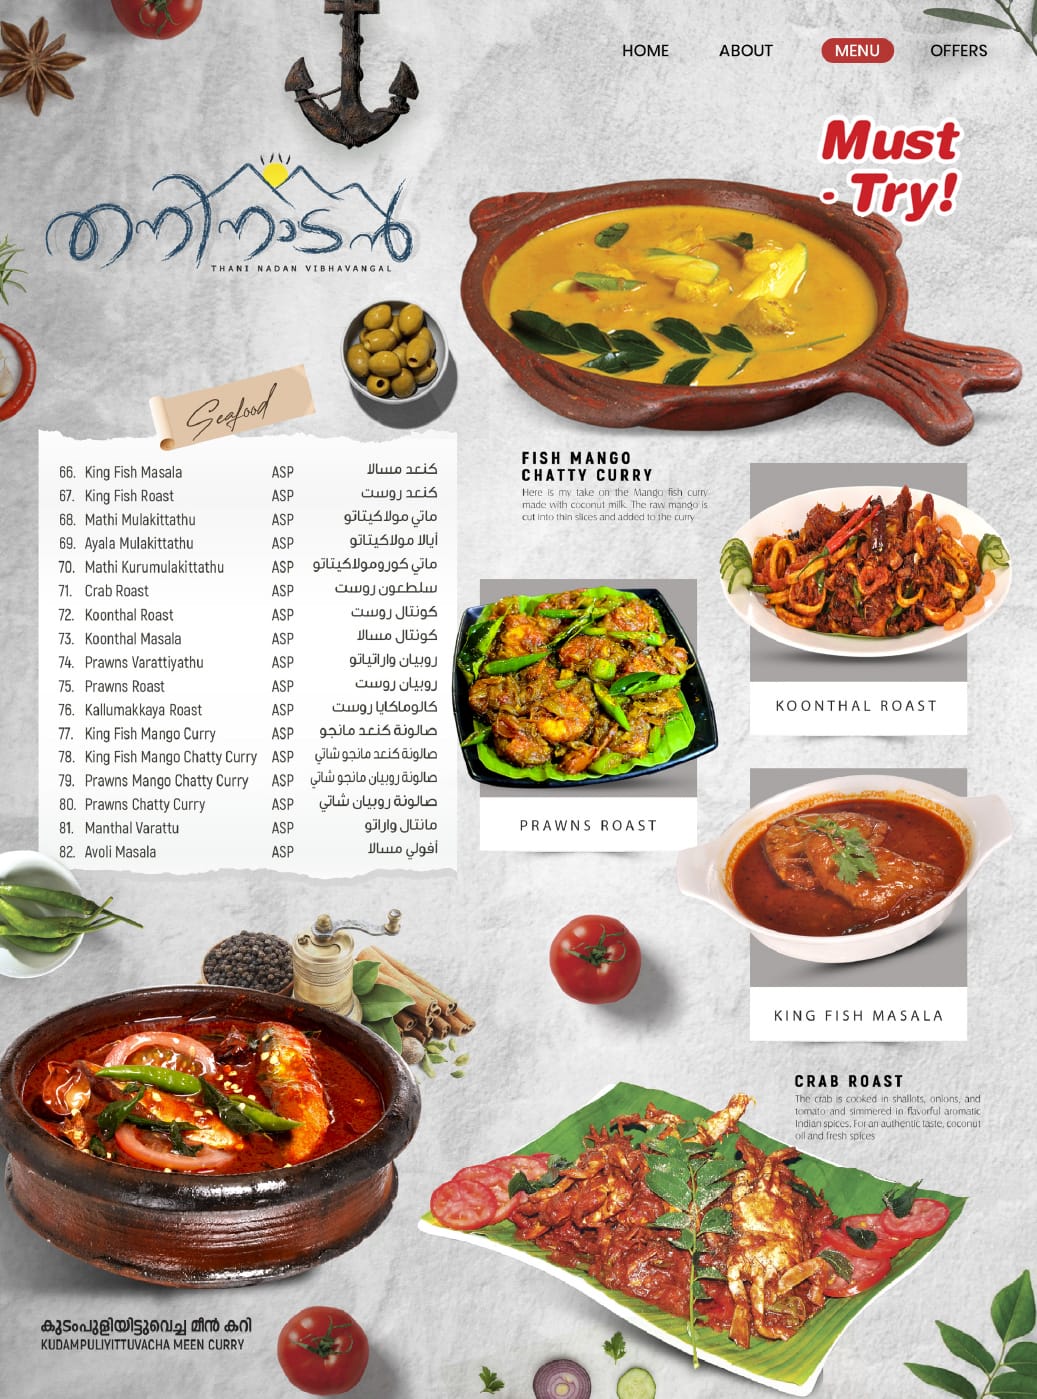 HOME ABOUT MENU OFFERS
Must
- Try!
തനിനാടൻ
THANI NADAN VIBHAVANGAL
Seafood
66. King Fish Masala ASP كنعد مسالا
67. King Fish Roast ASP كنعد روست
68. Mathi Mulakittathu ASP ماتي مولاكيتاتو
69. Ayala Mulakittathu ASP أيالا مولاكيتاتو
70. Mathi Kurumulakittathu ASP ماتي كورومولاكيتاتو
71. Crab Roast ASP سلطعون روست
72. Koonthal Roast ASP كونتال روست
73. Koonthal Masala ASP كونتال مسالا
74. Prawns Varattiyathu ASP روبيان واراتياتو
75. Prawns Roast ASP روبيان روست
76. Kallumakkaya Roast ASP كالوماكايا روست
77. King Fish Mango Curry ASP صالونة كنعد مانجو
78. King Fish Mango Chatty Curry ASP صالونة كنعد مانجو شاتي
79. Prawns Mango Chatty Curry ASP صالونة روبيان مانجو شاتي
80. Prawns Chatty Curry ASP صالونة روبيان شاتي
81. Manthal Varattu ASP مانتال واراتو
82. Avoli Masala ASP أفولي مسالا
FISH MANGO
CHATTY CURRY
Here is my take on the Mango fish curry
made with coconut milk. The raw mango is
cut into thin slices and added to the curry
KOONTHAL ROAST
PRAWNS ROAST
KING FISH MASALA
CRAB ROAST
The crab is cooked in shallots, onions, and
tomato and simmered in flavorful aromatic
Indian spices. For an authentic taste, coconut
oil and fresh spices
കുടംപുളിയിട്ടുവെച്ച മീൻ കറി
KUDAMPULIYITTUVACHA MEEN CURRY